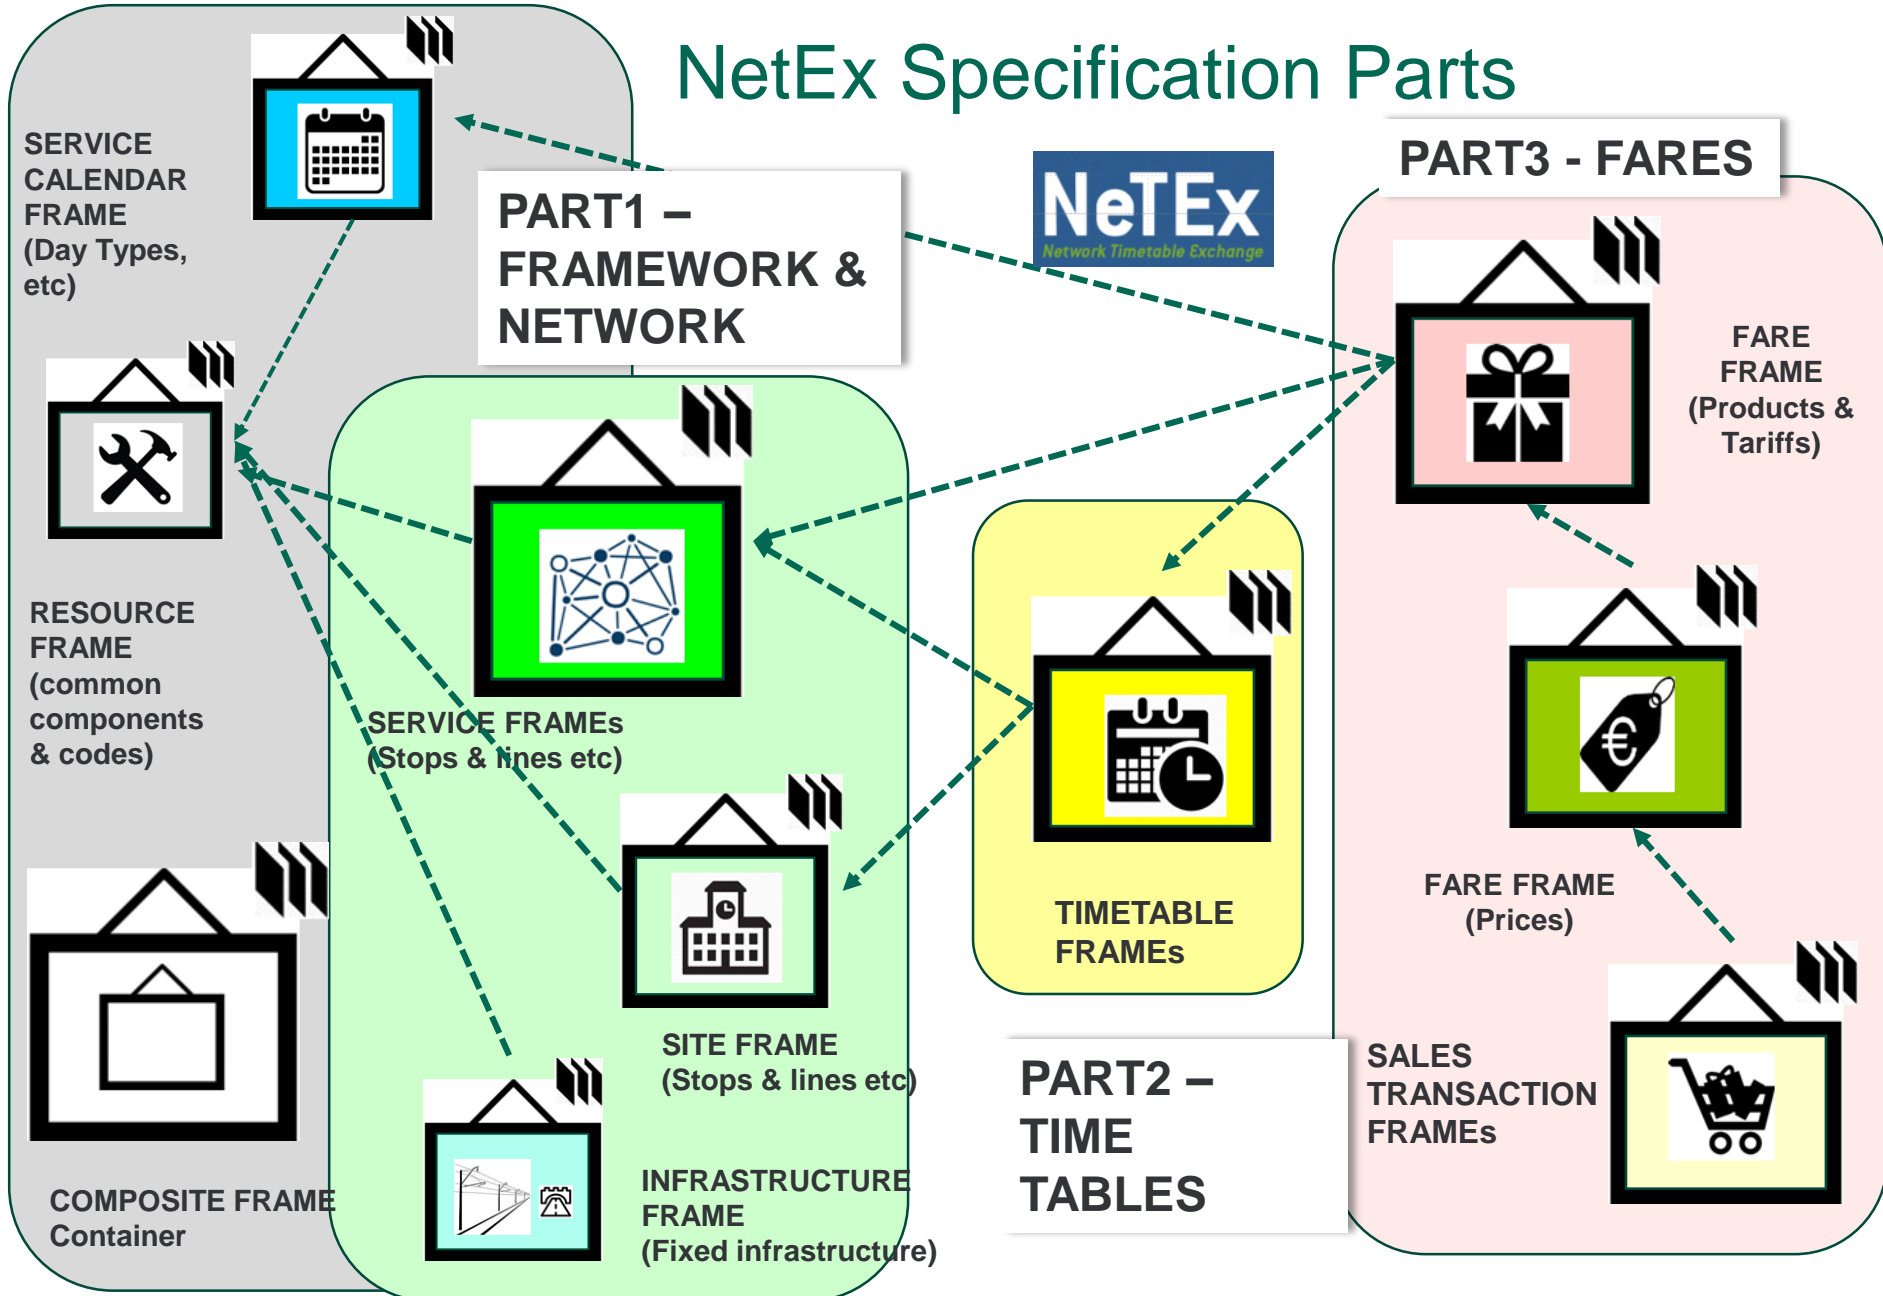 NetEx Specification Parts
SERVICE
CALENDAR
FRAME
(Day Types,
etc)
PART1 –
FRAMEWORK &
NETWORK
NeTEx
Network Timetable Exchange
PART3 - FARES
FARE
FRAME
(Products &
Tariffs)
RESOURCE
FRAME
(common
components
& codes)
SERVICE FRAMEs
(Stops & lines etc)
€
FARE FRAME
(Prices)
TIMETABLE
FRAMEs
SITE FRAME
(Stops & lines etc)
PART2 –
TIME
TABLES
SALES
TRANSACTION
FRAMEs
COMPOSITE FRAME
Container
INFRASTRUCTURE
FRAME
(Fixed infrastructure)